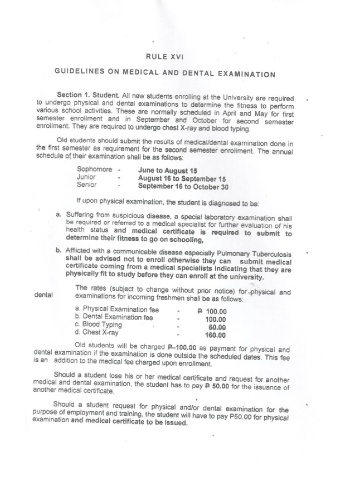 RULE XVI
GUIDELINES ON MEDICAL AND DENTAL EXAMINATION
Section 1. Student. All new students enrolling at the University are required
to undergo physical and dental examinations to determine the fitness to perform
various school activities. These are normally scheduled in April and May for first
semester enrollment and in September and October for second semester
enrollment. They are required to undergo chest X-ray and blood typing.
Old students should submit the results of medical/dental examination done in
the first semester as requirement for the second semester enrollment. The annual
schedule of their examination shall be as follows:
Sophomore - June to August 15
Junior - August 16 to September 15
Senior - September 16 to October 30
If upon physical examination, the student is diagnosed to be:
a. Suffering from suspicious disease, a special laboratory examination shall
be required or referred to a medical specialist for further evaluation of his
health status and medical certificate is required to submit to
determine their fitness to go on schooling,
b. Afflicted with a communicable disease especially Pulmonary Tuberculosis
shall be advised not to enroll otherwise they can submit medical
certificate coming from a medical specialists indicating that they are
physically fit to study before they can enroll at the university.
The rates (subject to change without prior notice) for physical and
dental examinations for incoming freshmen shall be as follows:
a. Physical Examination fee - ₱ 100.00
b. Dental Examination fee - 100.00
c. Blood Typing - 60.00
d. Chest X-ray - 160.00
Old students will be charged ₱-100.00 as payment for physical and
dental examination if the examination is done outside the scheduled dates. This fee
is an addition to the medical fee charged upon enrollment.
Should a student lose his or her medical certificate and request for another
medical and dental examination, the student has to pay ₱ 50.00 for the issuance of
another medical certificate.
Should a student request for physical and/or dental examination for the
purpose of employment and training, the student will have to pay P50.00 for physical
examination and medical certificate to be issued.